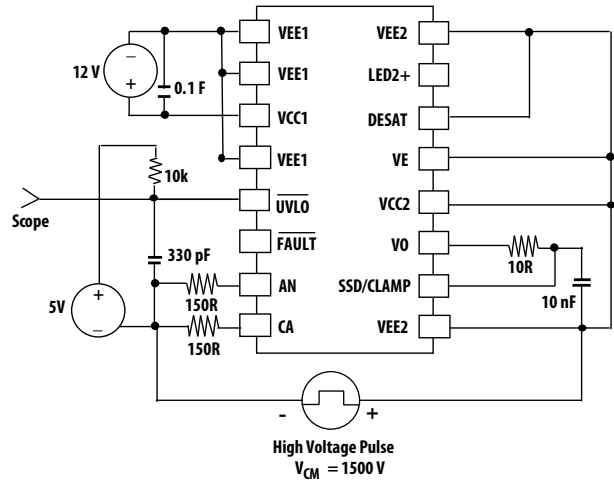 VEE1
VEE2
12 V
−
+
0.1 F
VEE1
LED2+
VCC1
DESAT
10k
VEE1
VE
Scope
UVLO
VCC2
FAULT
VO
330 pF
10R
5V
+
−
150R
AN
SSD/CLAMP
10 nF
150R
CA
VEE2
-
+
High Voltage Pulse
VCM = 1500 V